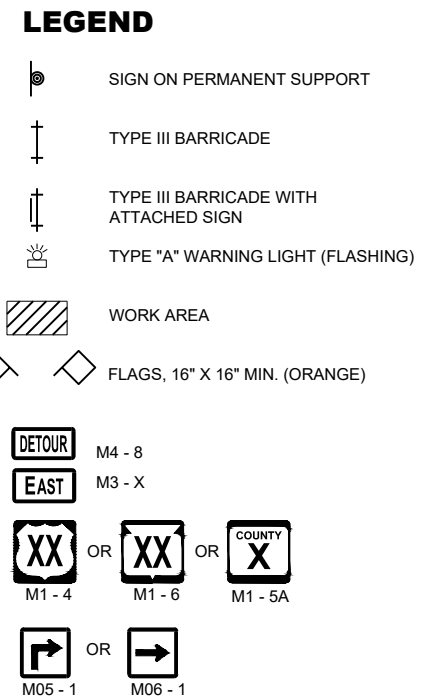 LEGEND
SIGN ON PERMANENT SUPPORT
TYPE III BARRICADE
TYPE III BARRICADE WITH
ATTACHED SIGN
TYPE "A" WARNING LIGHT (FLASHING)
WORK AREA
FLAGS, 16" X 16" MIN. (ORANGE)
DETOUR M4 - 8
EAST M3 - X
XX OR XX OR COUNTY X
M1 - 4 M1 - 6 M1 - 5A
OR
M05 - 1 M06 - 1